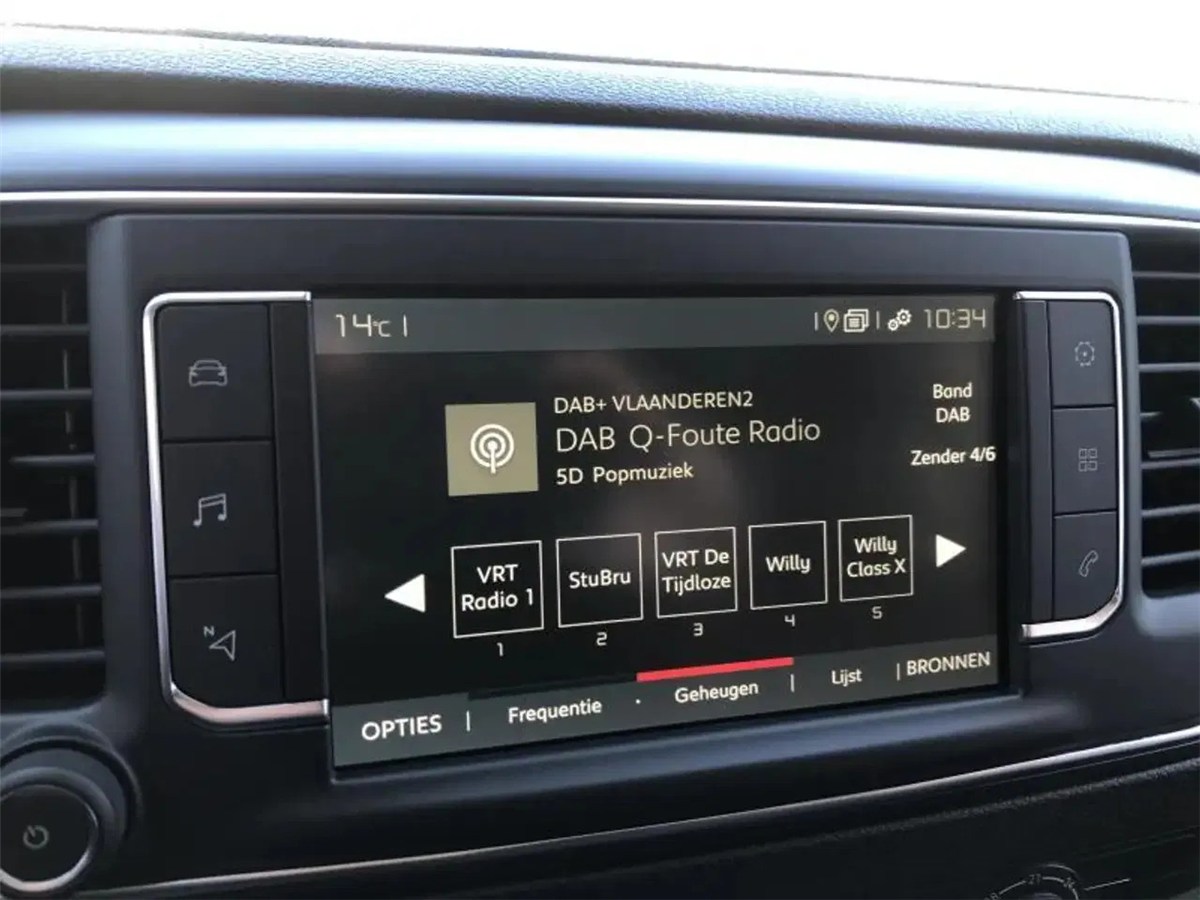 14°C
10:34
DAB+ VLAANDEREN2
DAB Q-Foute Radio
5D Popmuziek
Band
DAB
Zender 4/6
VRT
Radio 1
StuBru
VRT De
Tijdloze
Willy
Willy
Class X
1
2
3
4
5
OPTIES
Frequentie
Geheugen
Lijst
BRONNEN
N
21